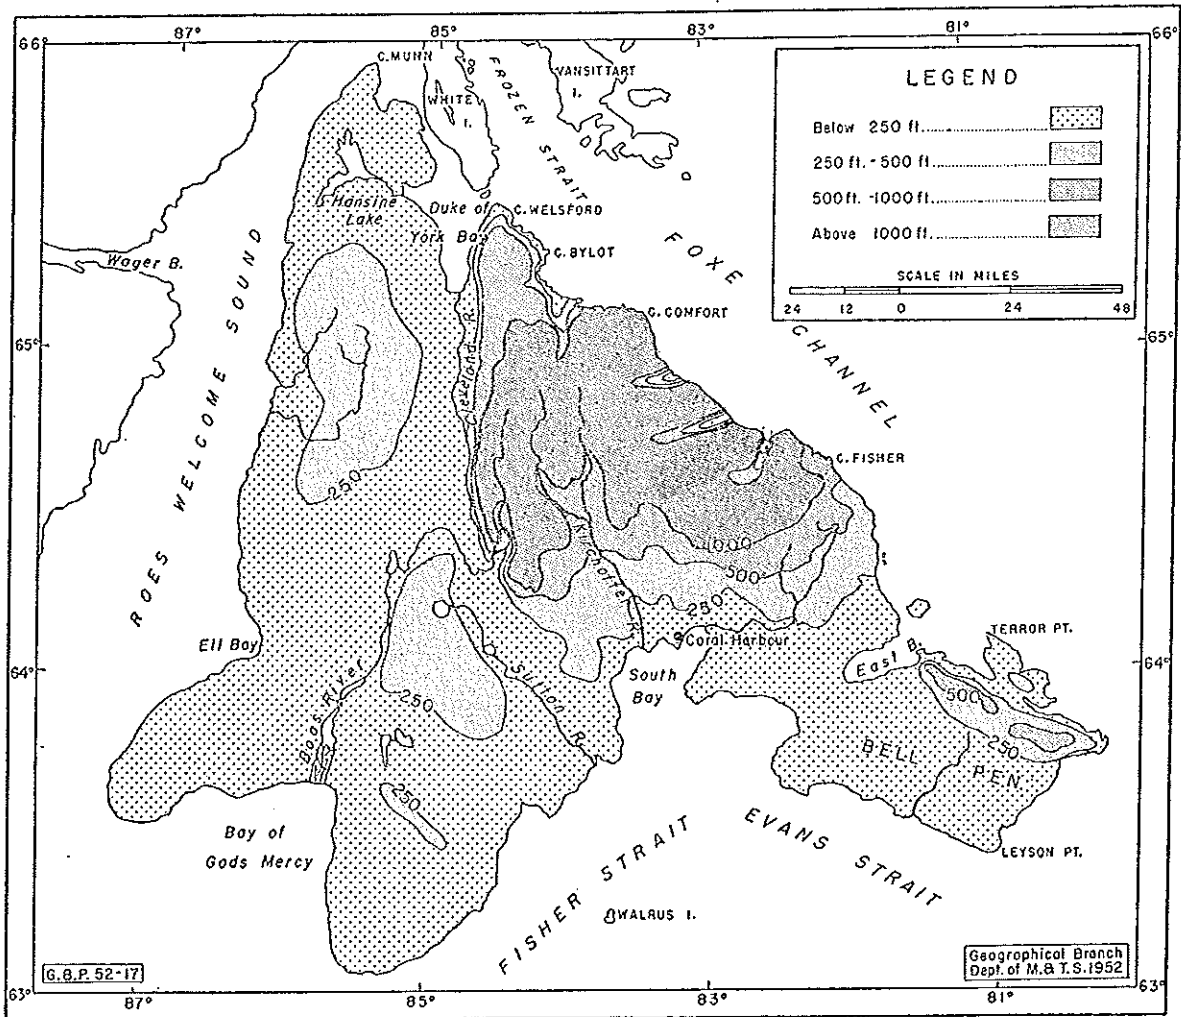 87° 85° 83° 81°
66° 66°
C. MUNN
WHITE
I.
FROZEN STRAIT
VANSITTART
I.
LEGEND
Below 250 ft.
250 ft. - 500 ft
500 ft. - 1000 ft.
Above 1000 ft.
SCALE IN MILES
24 12 0 24 48
Hansine
Lake
Duke of
York Bay
C. WELSFORD
C. BYLOT
FOXE CHANNEL
Wager B.
ROES WELCOME SOUND
C. COMFORT
65° 65°
Cleveland R.
C. FISHER
250
1000
500
250
Kirchoffer R.
Coral Harbour
TERROR PT.
Ell Bay
64° 64°
East B.
South
Bay
Sutton R.
Boas River
250
500
250
BELL
PEN.
250
Bay of
Gods Mercy
FISHER STRAIT
EVANS STRAIT
LEYSON PT.
WALRUS I.
G.B.P. 52-17
Geographical Branch
Dept. of M. & T. S. 1952
63° 63°
87° 85° 83° 81°